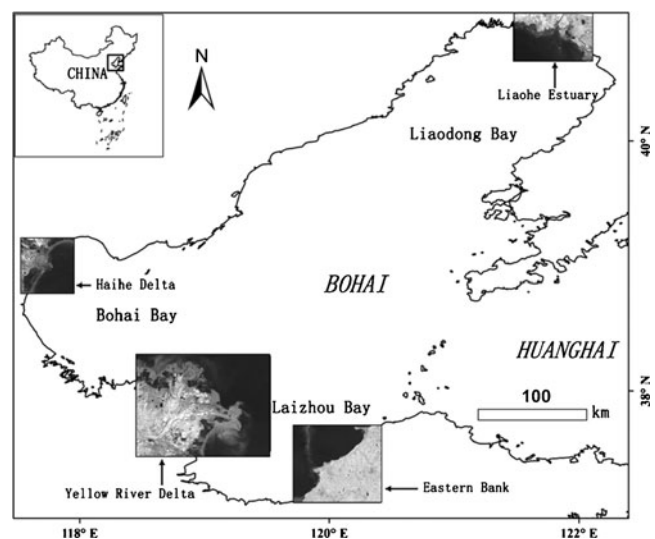 CHINA
N
Liaohe Estuary
Liaodong Bay
40° N
Haihe Delta
BOHAI
Bohai Bay
HUANGHAI
38° N
Laizhou Bay
100
km
Yellow River Delta
Eastern Bank
118° E
120° E
122° E